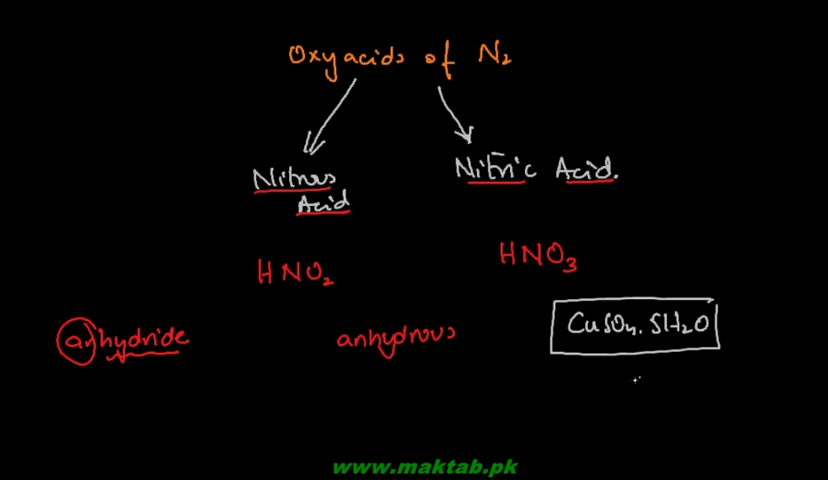 Oxyacids of N₂
Nitrous Acid
Nitric Acid.
HNO₂
HNO₃
anhydride
anhydrous
CuSO₄.5H₂O
www.maktab.pk